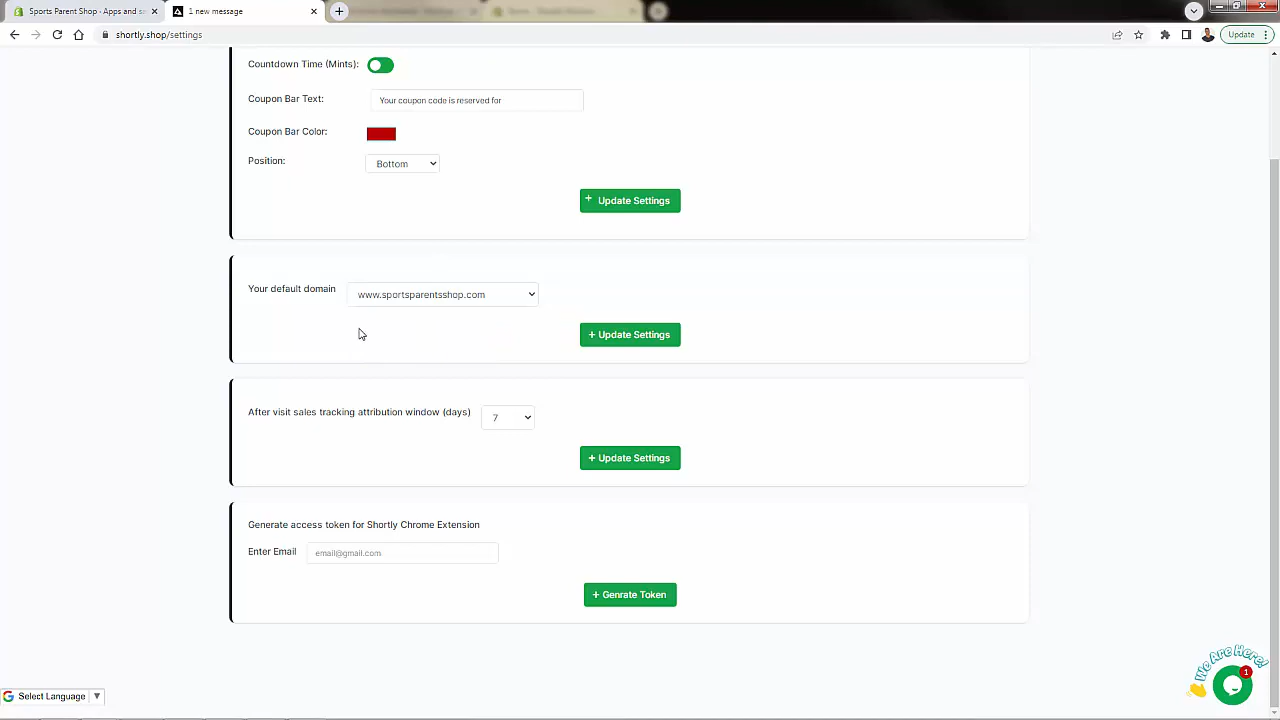 Sports Parent Shop - Apps and s
1 new message
shortly.shop/settings
Update
Countdown Time (Mints):
Coupon Bar Text:
Your coupon code is reserved for
Coupon Bar Color:
Position:
Bottom
+ Update Settings
Your default domain
www.sportsparentsshop.com
+ Update Settings
After visit sales tracking attribution window (days)
7
+ Update Settings
Generate access token for Shortly Chrome Extension
Enter Email
email@gmail.com
+ Genrate Token
We Are Here!
1
G Select Language ▼